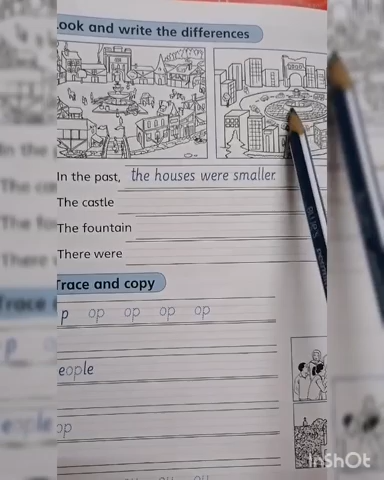 ook and write the differences
In the past, the houses were smaller.
The castle
The fountain
There were
Trace and copy
p op op op op
eople
op
InShOt